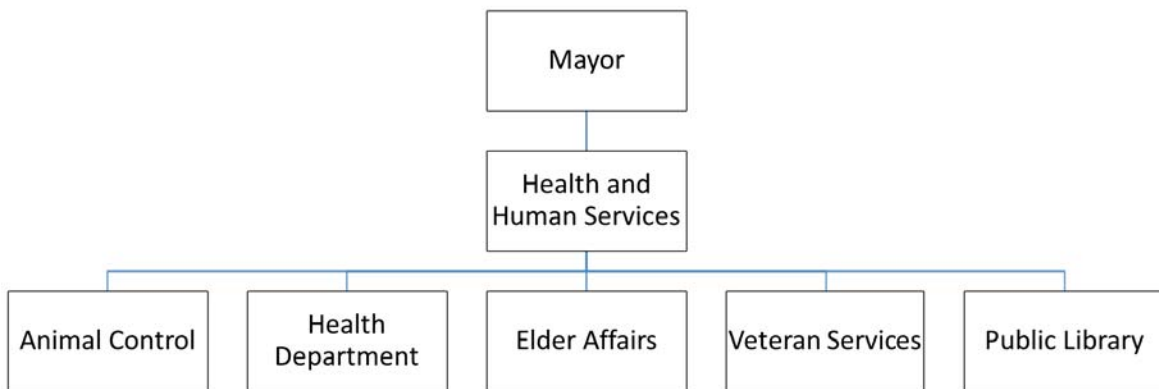 Mayor
Health and
Human Services
Animal Control
Health
Department
Elder Affairs
Veteran Services
Public Library